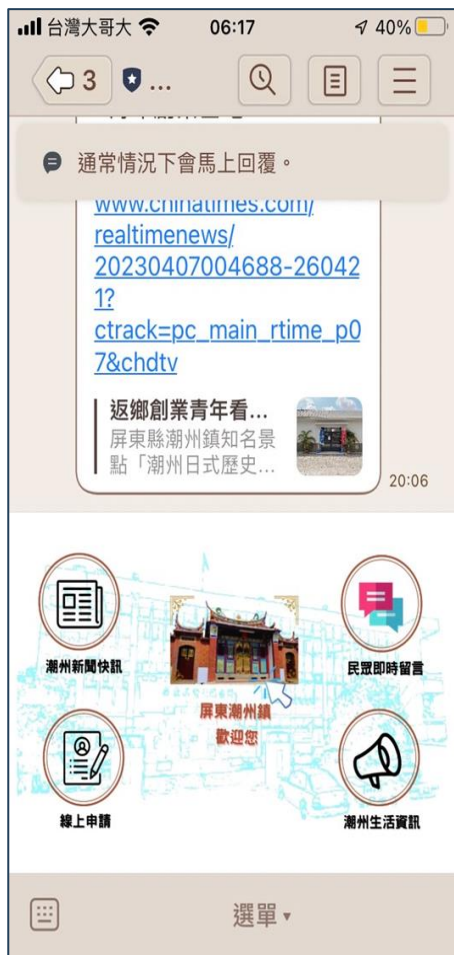 台灣大哥大
06:17
40%
3
...
通常情況下會馬上回覆。
www.chinatimes.com/
realtimenews/
20230407004688-26042
1?
ctrack=pc_main_rtime_p0
7&chdtv
返鄉創業青年看...
屏東縣潮州鎮知名景
點「潮州日式歷史...
20:06
潮州新聞快訊
民眾即時留言
屏東潮州鎮
歡迎您
線上申請
潮州生活資訊
選單▾